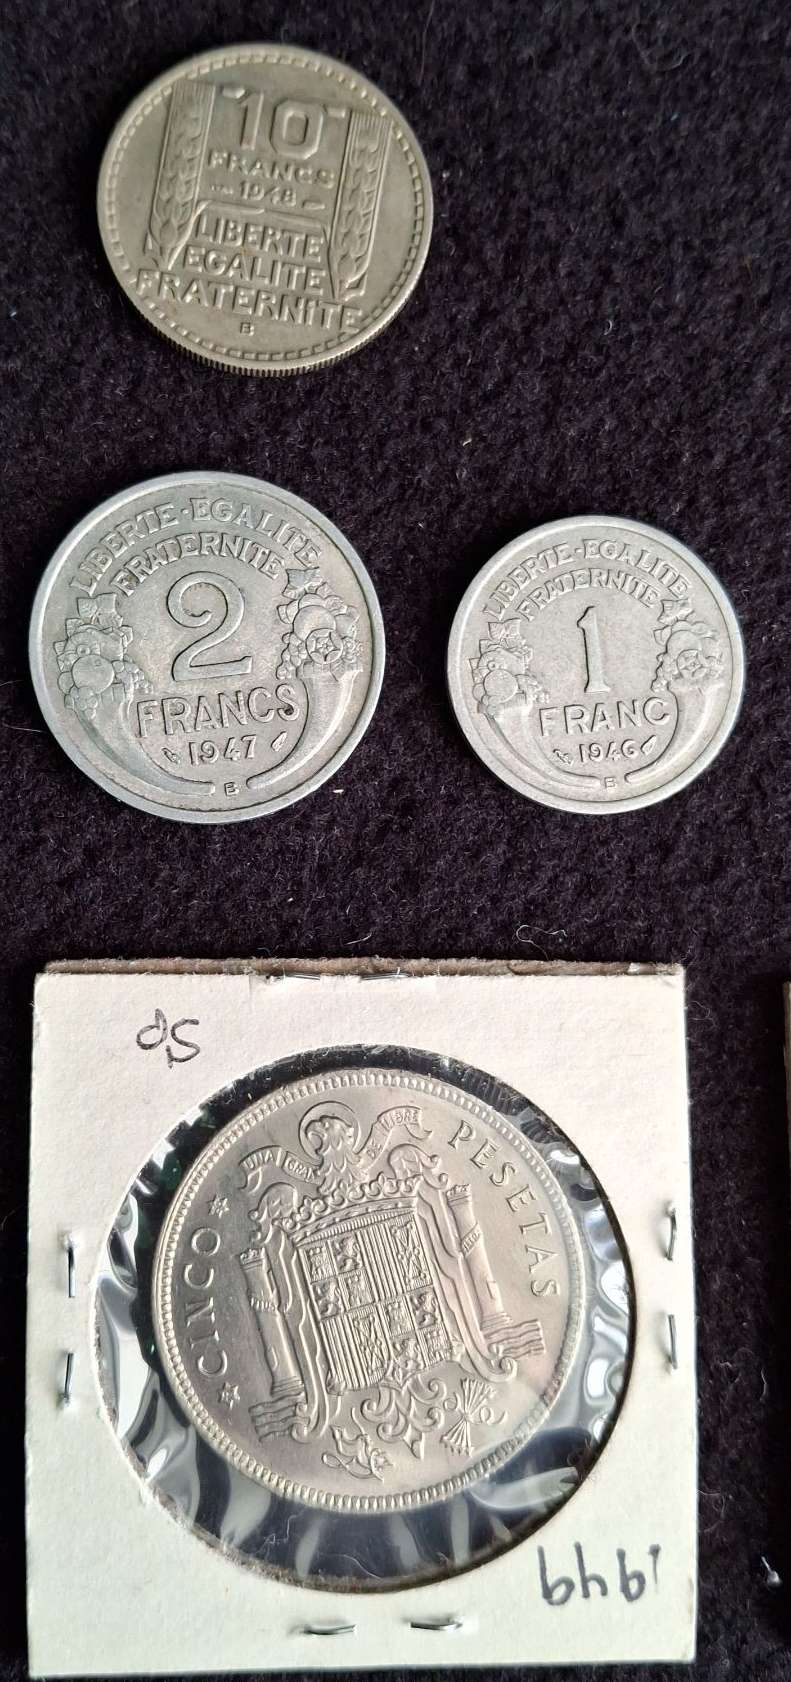 10
FRANCS
1948
LIBERTE
EGALITE
FRATERNITE
B
LIBERTE·EGALITE
FRATERNITE
2
FRANCS
1947
B
LIBERTE·EGALITE
FRATERNITE
1
FRANC
1946
B
5p
UNA GRANDE LIBRE
CINCO PESETAS
1949